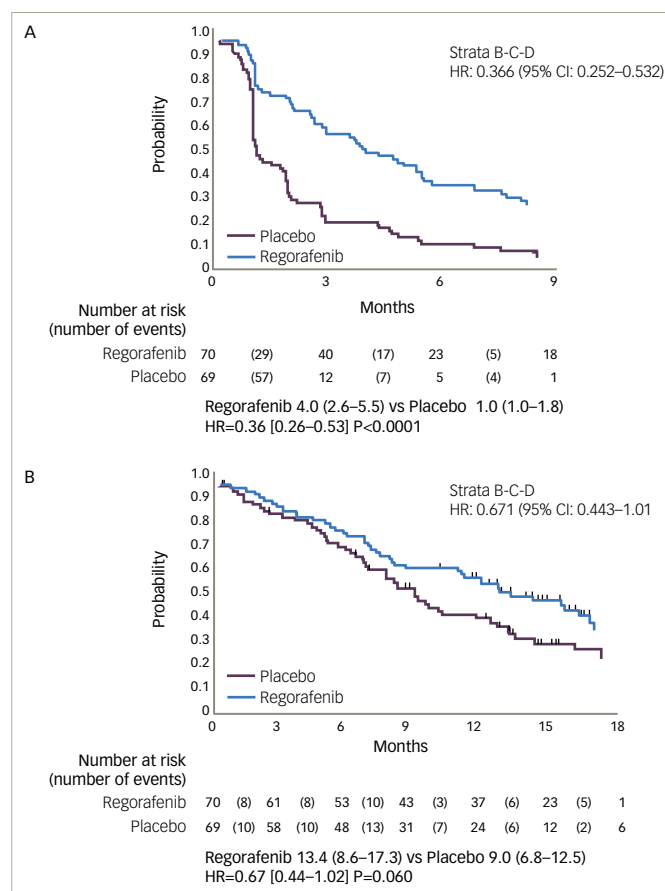 A
1.0
0.9
0.8
0.7
0.6
0.5
0.4
0.3
0.2
0.1
0
Probability
Strata B-C-D
HR: 0.366 (95% CI: 0.252–0.532)
Placebo
Regorafenib
0 3 6 9
Months
Number at risk
(number of events)
Regorafenib 70 (29) 40 (17) 23 (5) 18
Placebo 69 (57) 12 (7) 5 (4) 1
Regorafenib 4.0 (2.6–5.5) vs Placebo 1.0 (1.0–1.8)
HR=0.36 [0.26–0.53] P<0.0001
B
1.0
0.9
0.8
0.7
0.6
0.5
0.4
0.3
0.2
0.1
0
Probability
Strata B-C-D
HR: 0.671 (95% CI: 0.443–1.01
Placebo
Regorafenib
0 3 6 9 12 15 18
Months
Number at risk
(number of events)
Regorafenib 70 (8) 61 (8) 53 (10) 43 (3) 37 (6) 23 (5) 1
Placebo 69 (10) 58 (10) 48 (13) 31 (7) 24 (6) 12 (2) 6
Regorafenib 13.4 (8.6–17.3) vs Placebo 9.0 (6.8–12.5)
HR=0.67 [0.44–1.02] P=0.060